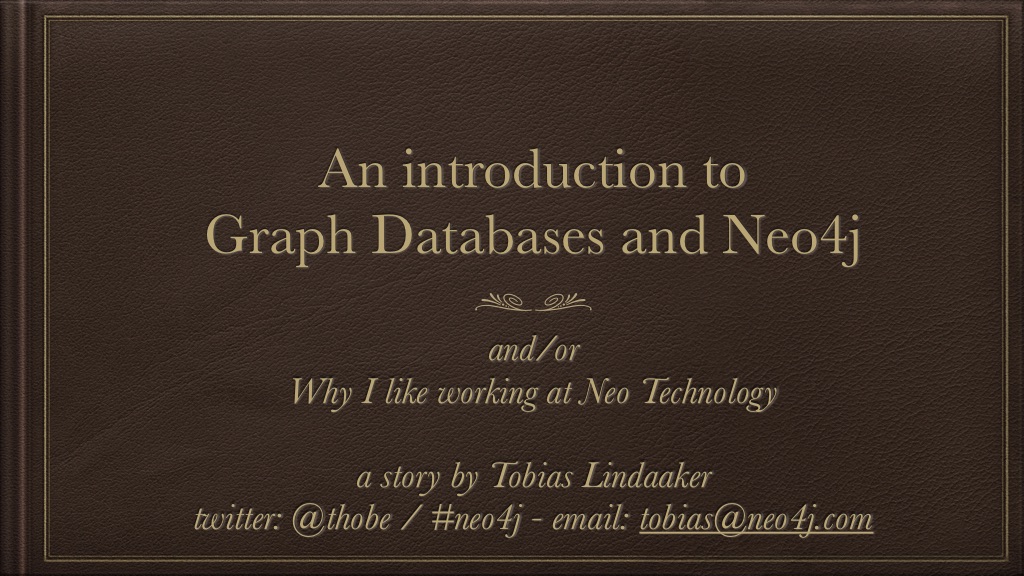 An introduction to
Graph Databases and Neo4j
and/or
Why I like working at Neo Technology
a story by Tobias Lindaaker
twitter: @thobe / #neo4j - email: tobias@neo4j.com